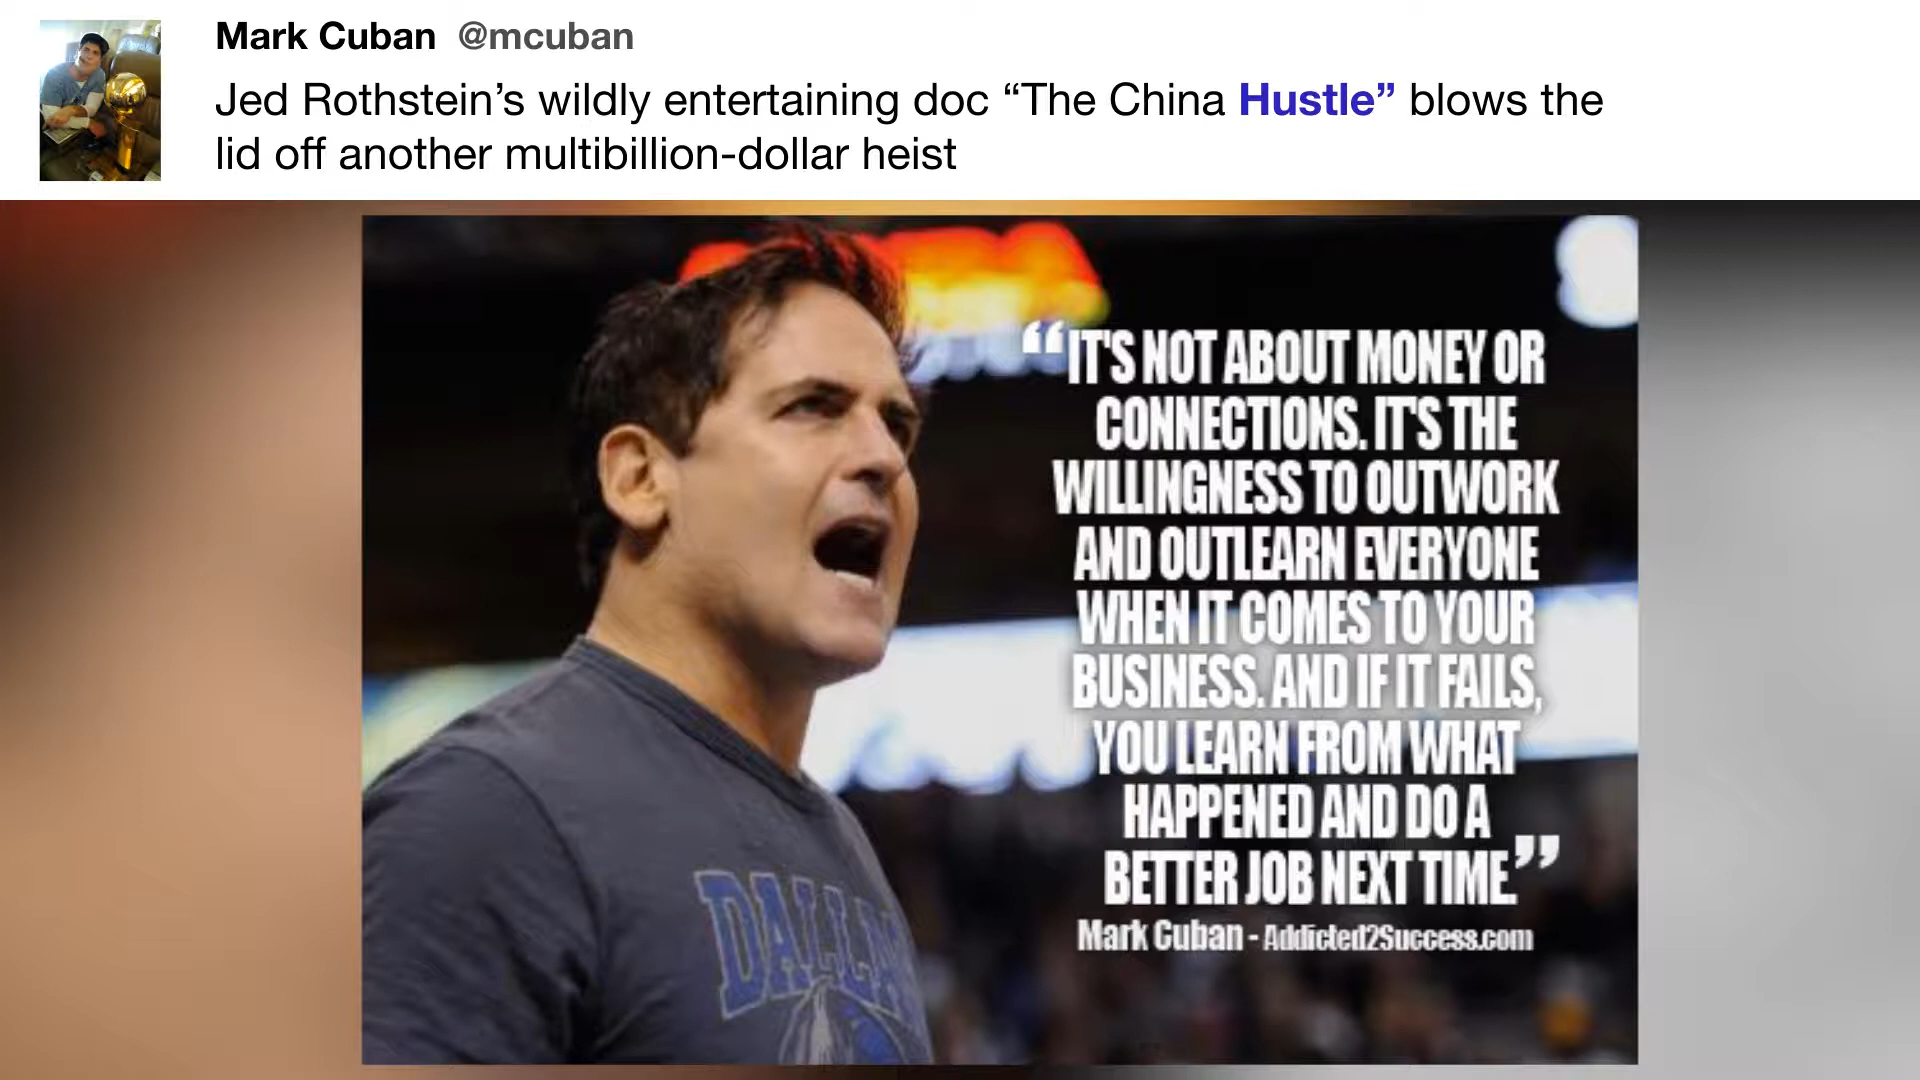 Mark Cuban @mcuban
Jed Rothstein’s wildly entertaining doc “The China Hustle” blows the
lid off another multibillion-dollar heist
“IT'S NOT ABOUT MONEY OR
CONNECTIONS. IT'S THE
WILLINGNESS TO OUTWORK
AND OUTLEARN EVERYONE
WHEN IT COMES TO YOUR
BUSINESS. AND IF IT FAILS,
YOU LEARN FROM WHAT
HAPPENED AND DO A
BETTER JOB NEXT TIME.”
Mark Cuban - Addicted2Success.com
DALLA